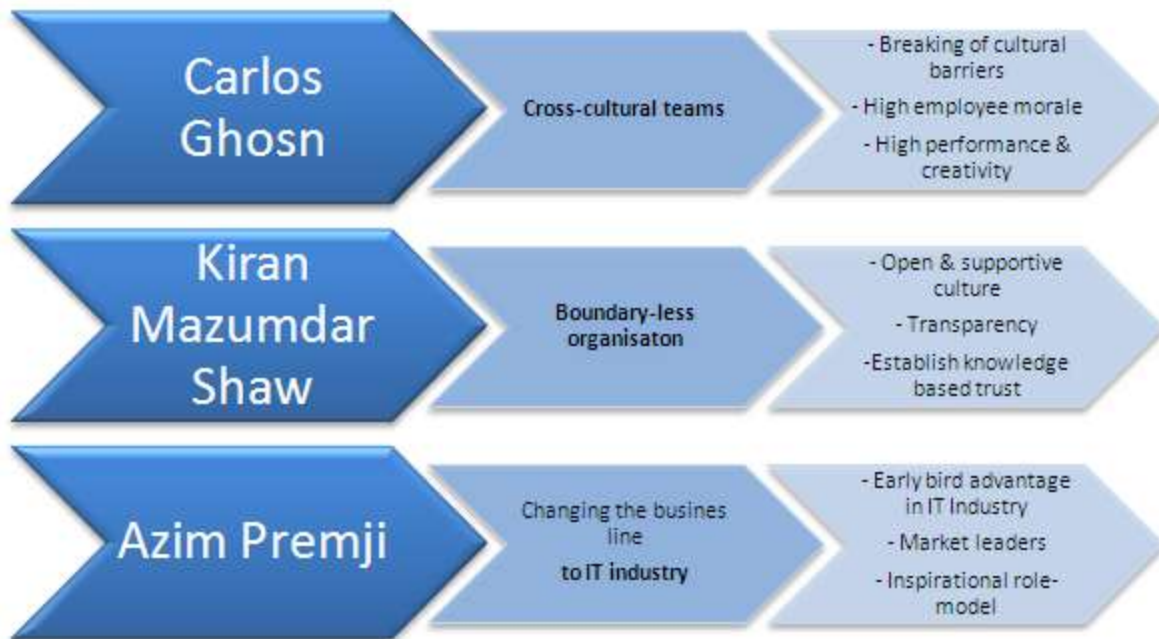 Carlos
Ghosn
Cross-cultural teams
- Breaking of cultural
barriers
- High employee morale
- High performance &
creativity
Kiran
Mazumdar
Shaw
Boundary-less
organisaton
- Open & supportive
culture
- Transparency
-Establish knowledge
based trust
Azim Premji
Changing the busines
line
to IT industry
- Early bird advantage
in IT Industry
- Market leaders
- Inspirational role-
model